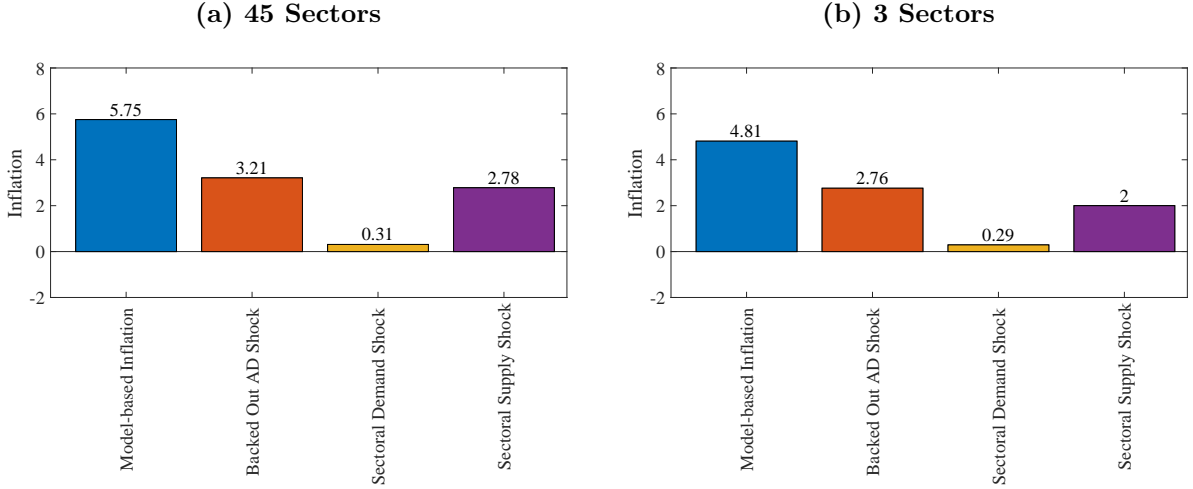 (a) 45 Sectors
8
6
4
2
0
-2
Inflation
5.75
3.21
0.31
2.78
Model-based Inflation
Backed Out AD Shock
Sectoral Demand Shock
Sectoral Supply Shock
(b) 3 Sectors
8
6
4
2
0
-2
Inflation
4.81
2.76
0.29
2
Model-based Inflation
Backed Out AD Shock
Sectoral Demand Shock
Sectoral Supply Shock